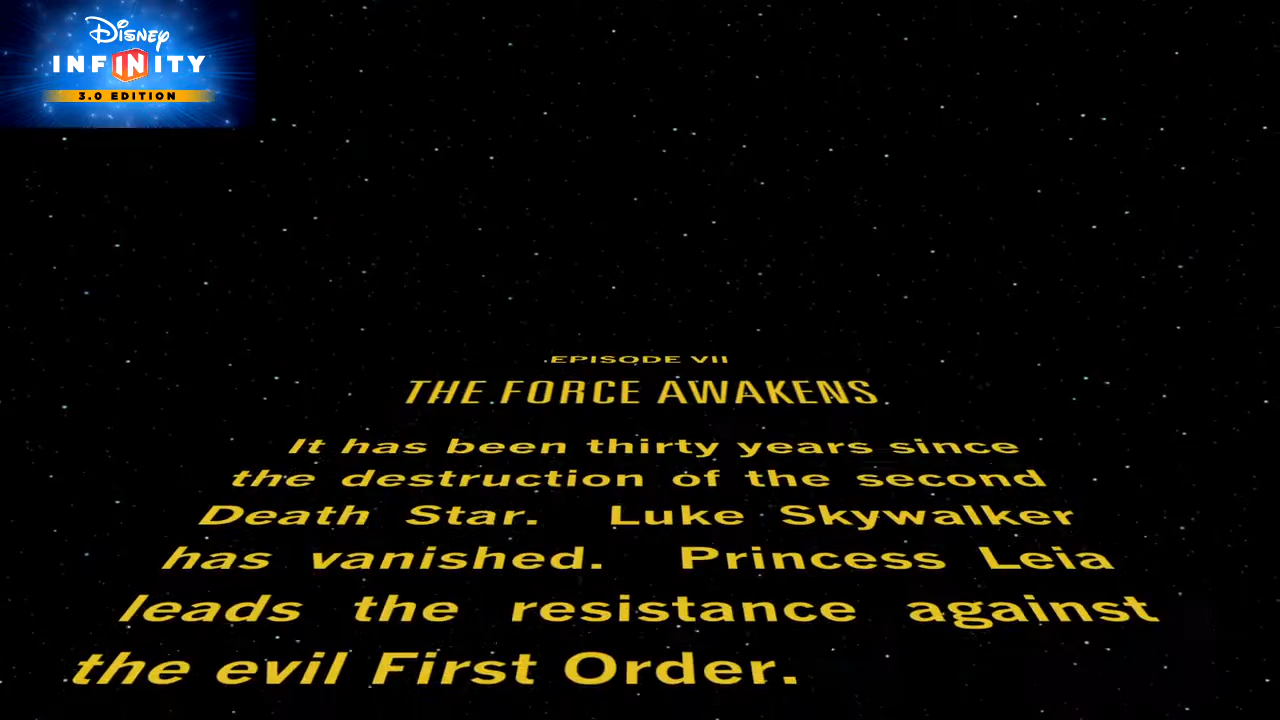 Disney
INFINITY
3.0 EDITION
EPISODE VII
THE FORCE AWAKENS
It has been thirty years since
the destruction of the second
Death Star. Luke Skywalker
has vanished. Princess Leia
leads the resistance against
the evil First Order.